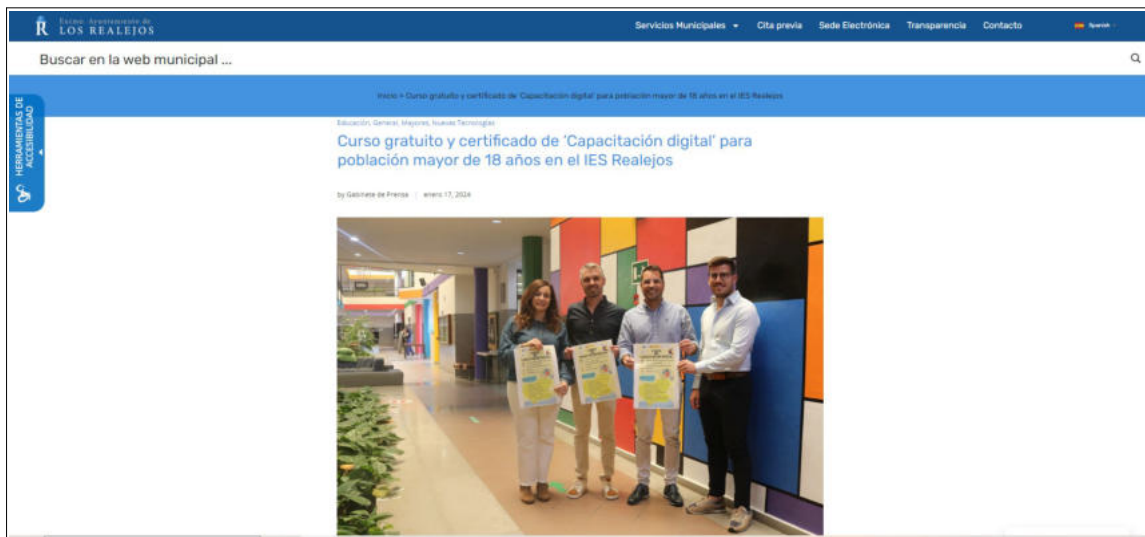 Excmo. Ayuntamiento de
LOS REALEJOS
Servicios Municipales Cita previa Sede Electrónica Transparencia Contacto Spanish
Buscar en la web municipal ...
Inicio » Curso gratuito y certificado de 'Capacitación digital' para población mayor de 18 años en el IES Realejos
HERRAMIENTAS DE
ACCESIBILIDAD
Educación, General, Mayores, Nuevas Tecnologías
Curso gratuito y certificado de 'Capacitación digital' para
población mayor de 18 años en el IES Realejos
by Gabinete de Prensa | enero 17, 2024